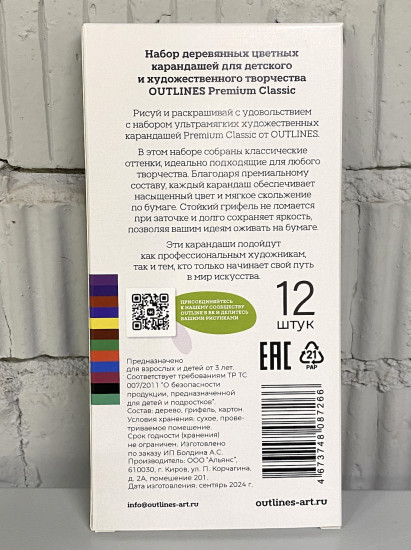 Набор деревянных цветных
карандашей для детского
и художественного творчества
OUTLINES Premium Classic
Рисуй и раскрашивай с удовольствием
с набором ультрамягких художественных
карандашей Premium Classic от OUTLINES.
В этом наборе собраны классические
оттенки, идеально подходящие для любого
творчества. Благодаря премиальному
составу, каждый карандаш обеспечивает
насыщенный цвет и мягкое скольжение
по бумаге. Стойкий грифель не ломается
при заточке и долго сохраняет яркость,
позволяя вашим идеям оживать на бумаге.
Эти карандаши подойдут
как профессиональным художникам,
так и тем, кто только начинает свой путь
в мир искусства.
ПРИСОЕДИНЯЙТЕСЬ
К НАШЕМУ СООБЩЕСТВУ
OUTLINE В ВК И ДЕЛИТЕСЬ
ВАШИМИ РИСУНКАМИ
12
штук
Предназначено
для взрослых и детей от 3 лет.
Соответствует требованиям ТР ТС
007/2011 "О безопасности
продукции, предназначенной
для детей и подростков".
Состав: дерево, грифель, картон.
Условия хранения: сухое, прове-
триваемое помещение.
Срок годности (хранения)
не ограничен. Изготовлено
по заказу ИП Болдина А.С.
Производитель: ООО "Альянс",
610030, г. Киров, ул. П. Корчагина,
д. 2А, помещение 201.
Дата изготовления: сентярь 2024 г.
EAC
21
PAP
4 673748 087266
info@outlines-art.ru
outlines-art.ru